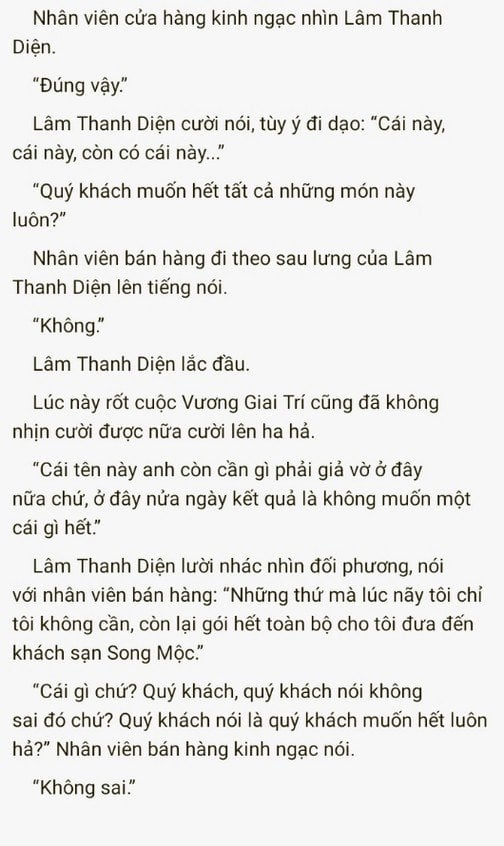 Nhân viên cửa hàng kinh ngạc nhìn Lâm Thanh
Diện.
“Đúng vậy.”
Lâm Thanh Diện cười nói, tùy ý đi dạo: “Cái này,
cái này, còn có cái này...”
“Quý khách muốn hết tất cả những món này
luôn?”
Nhân viên bán hàng đi theo sau lưng của Lâm
Thanh Diện lên tiếng nói.
“Không.”
Lâm Thanh Diện lắc đầu.
Lúc này rốt cuộc Vương Giai Trí cũng đã không
nhịn cười được nữa cười lên ha hả.
“Cái tên này anh còn cần gì phải giả vờ ở đây
nữa chứ, ở đây nửa ngày kết quả là không muốn một
cái gì hết.”
Lâm Thanh Diện lười nhác nhìn đối phương, nói
với nhân viên bán hàng: “Những thứ mà lúc nãy tôi chỉ
tôi không cần, còn lại gói hết toàn bộ cho tôi đưa đến
khách sạn Song Mộc.”
“Cái gì chứ? Quý khách, quý khách nói không
sai đó chứ? Quý khách nói là quý khách muốn hết luôn
hả?” Nhân viên bán hàng kinh ngạc nói.
“Không sai.”